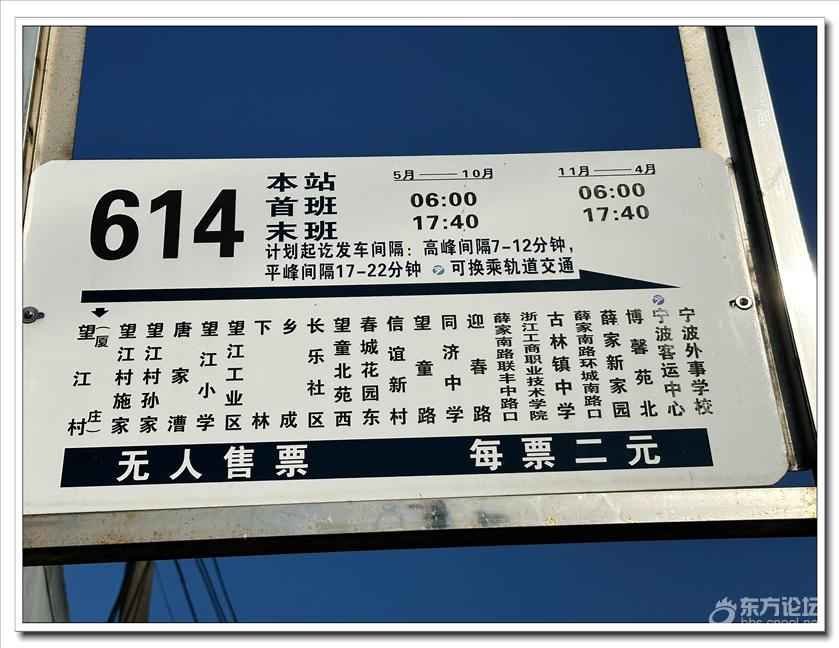 614
本站 5月——10月 11月——4月
首班 06:00 06:00
末班 17:40 17:40
计划起讫发车间隔：高峰间隔7-12分钟，
平峰间隔17-22分钟 可换乘轨道交通
望江村(厦庄)
望江村施家
望江村孙家
唐家漕
望江小学
望江工业区
下林
乡成
长乐社区
望童北苑西
春城花园东
信谊新村
望童路
同济中学
迎春路
薛家南路联丰中路口
浙江工商职业技术学院
古林镇中学
薛家南路环城南路口
薛家新家园
博馨苑北
宁波客运中心
宁波外事学校
无人售票 每票二元
东方论坛
bbs.cnool.net